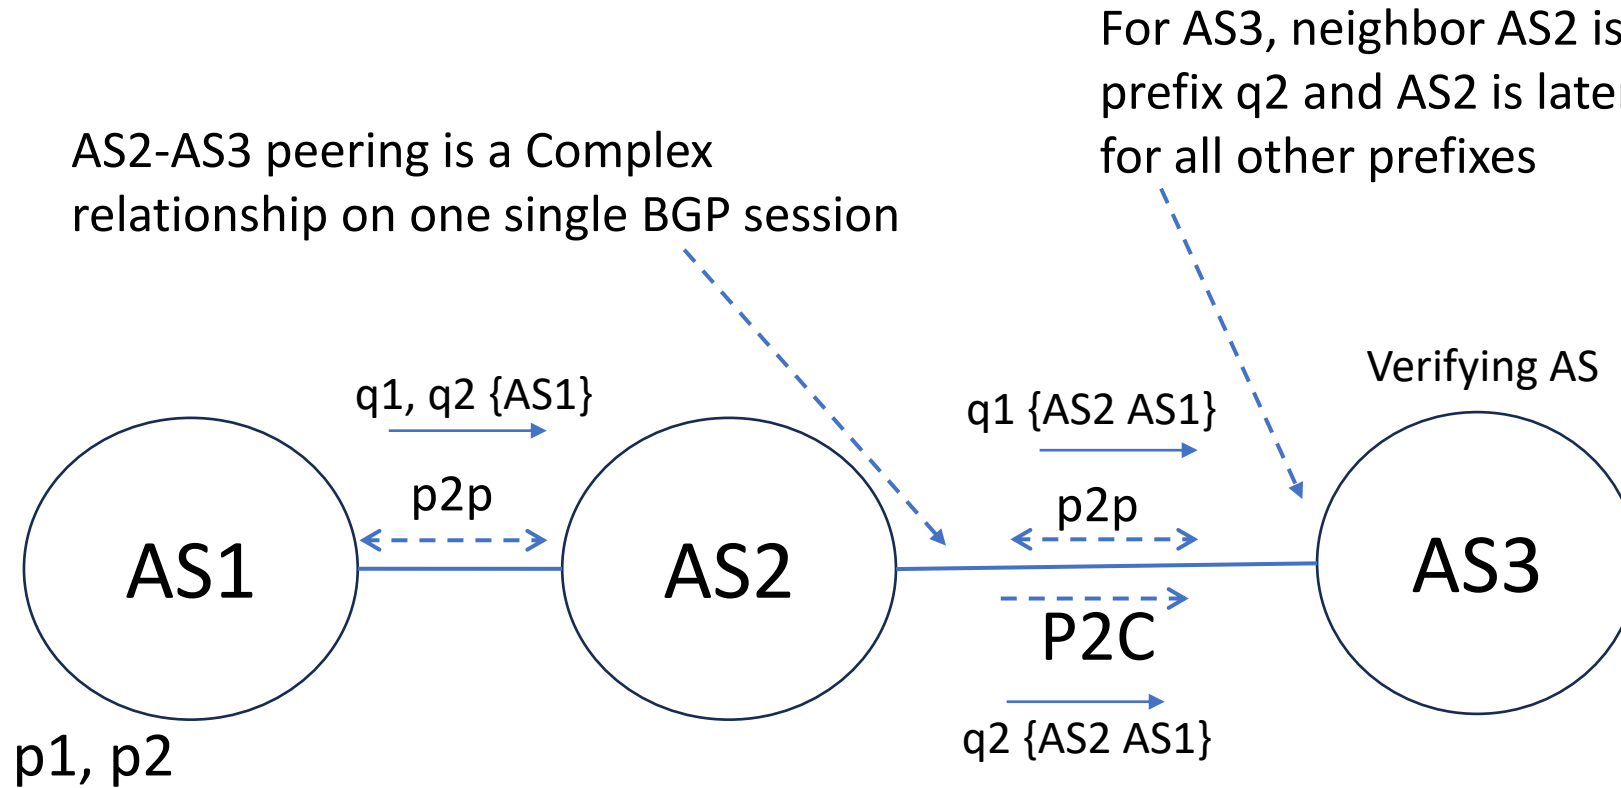 For AS3, neighbor AS2 is
prefix q2 and AS2 is later
for all other prefixes
AS2-AS3 peering is a Complex
relationship on one single BGP session
Verifying AS
q1, q2 {AS1}
q1 {AS2 AS1}
p2p
p2p
AS1
AS2
AS3
P2C
q2 {AS2 AS1}
p1, p2